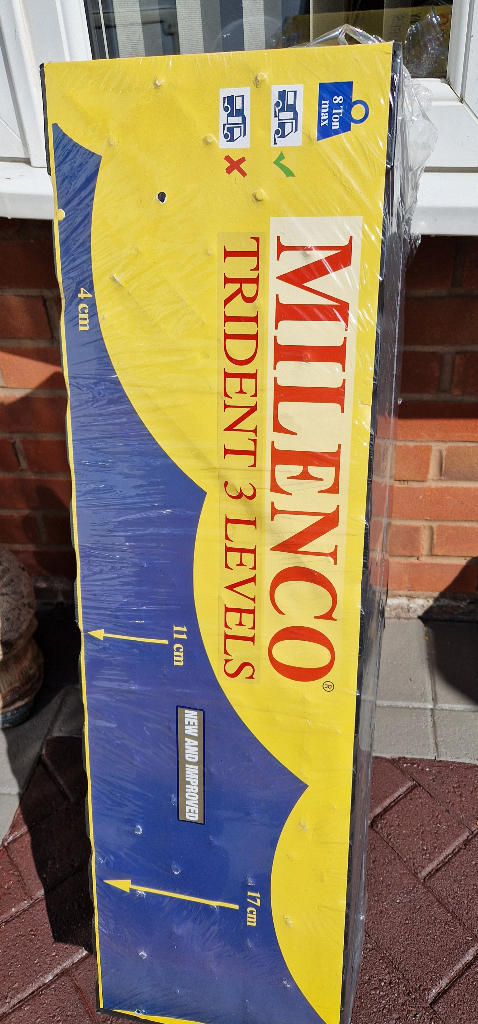 8 Ton
max
MILENCO®
TRIDENT 3 LEVELS
4 cm
11 cm
NEW AND IMPROVED
17 cm